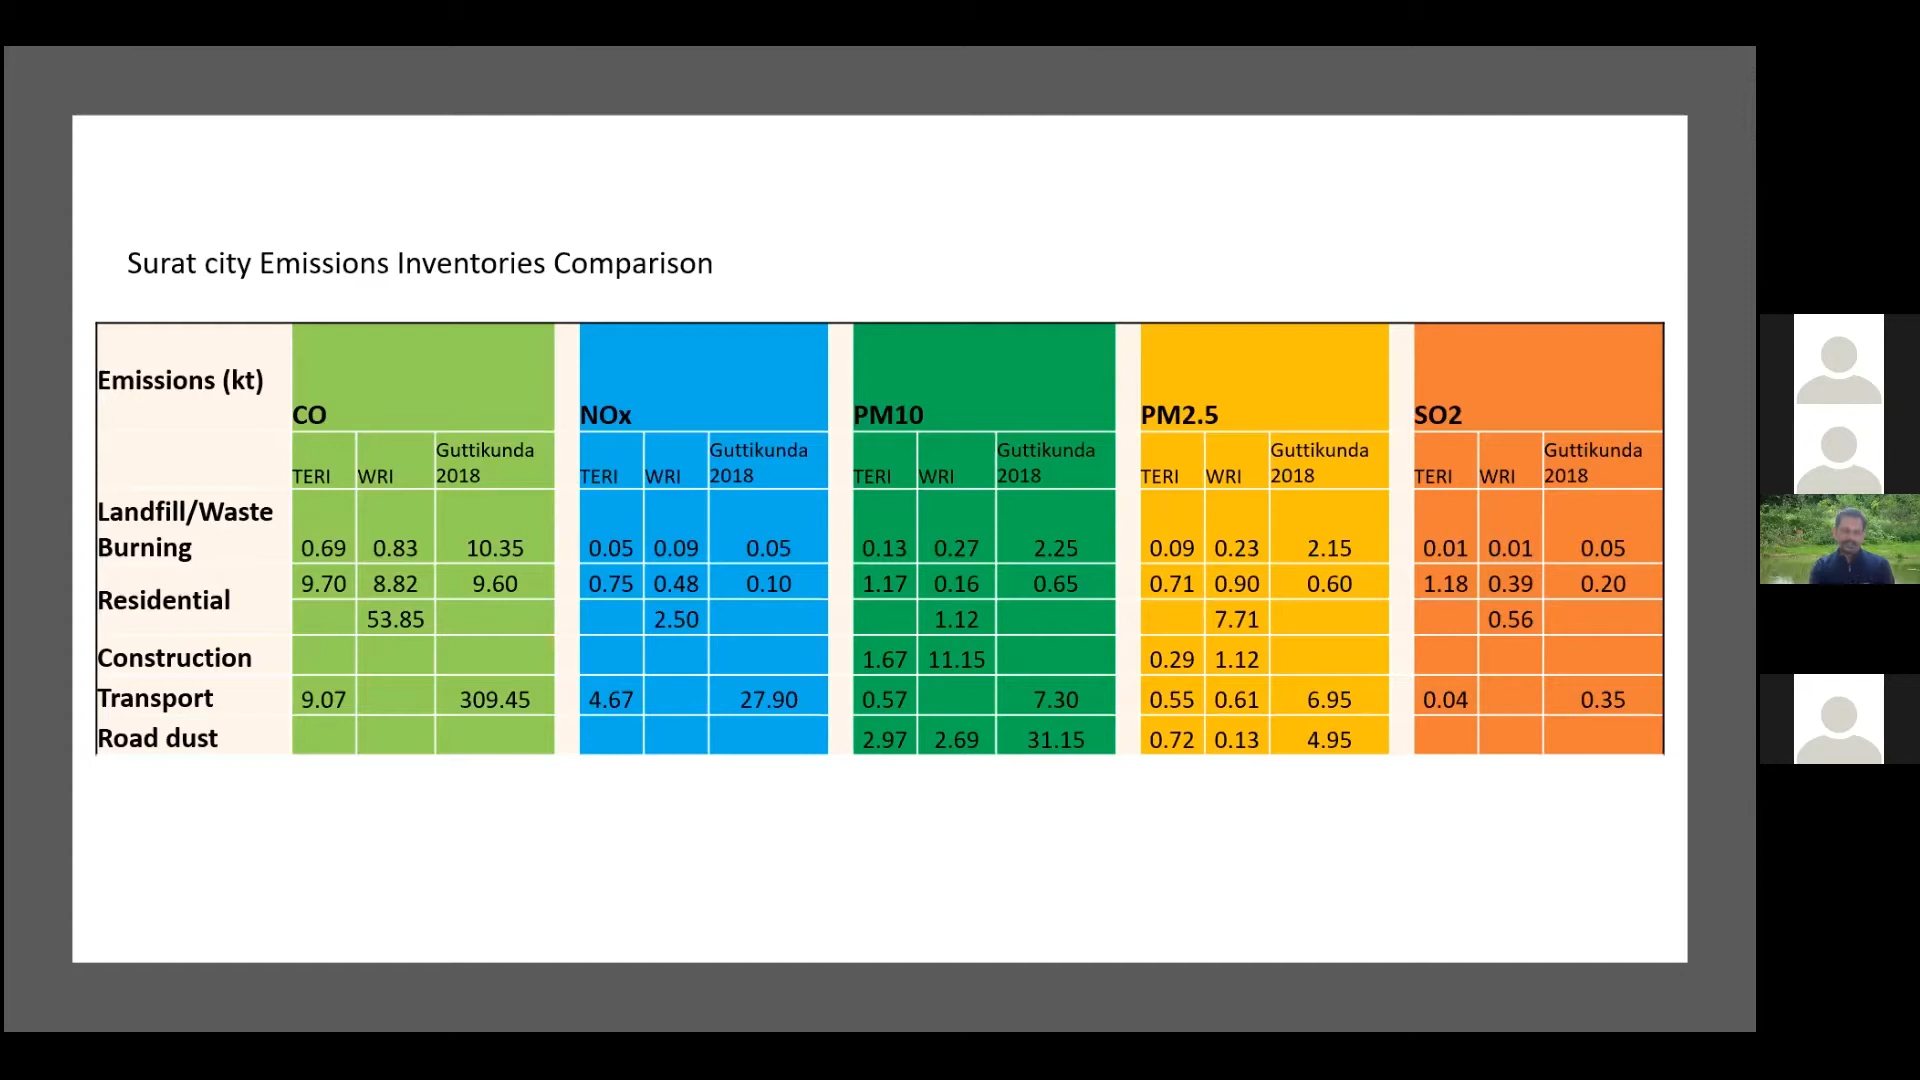 Surat city Emissions Inventories Comparison
Emissions (kt)
CO NOx PM10 PM2.5 SO2
TERI WRI Guttikunda 2018 TERI WRI Guttikunda 2018 TERI WRI Guttikunda 2018 TERI WRI Guttikunda 2018 TERI WRI Guttikunda 2018
Landfill/Waste
Burning 0.69 0.83 10.35 0.05 0.09 0.05 0.13 0.27 2.25 0.09 0.23 2.15 0.01 0.01 0.05
Residential 9.70 8.82 9.60 0.75 0.48 0.10 1.17 0.16 0.65 0.71 0.90 0.60 1.18 0.39 0.20
53.85 2.50 1.12 7.71 0.56
Construction 1.67 11.15 0.29 1.12
Transport 9.07 309.45 4.67 27.90 0.57 7.30 0.55 0.61 6.95 0.04 0.35
Road dust 2.97 2.69 31.15 0.72 0.13 4.95